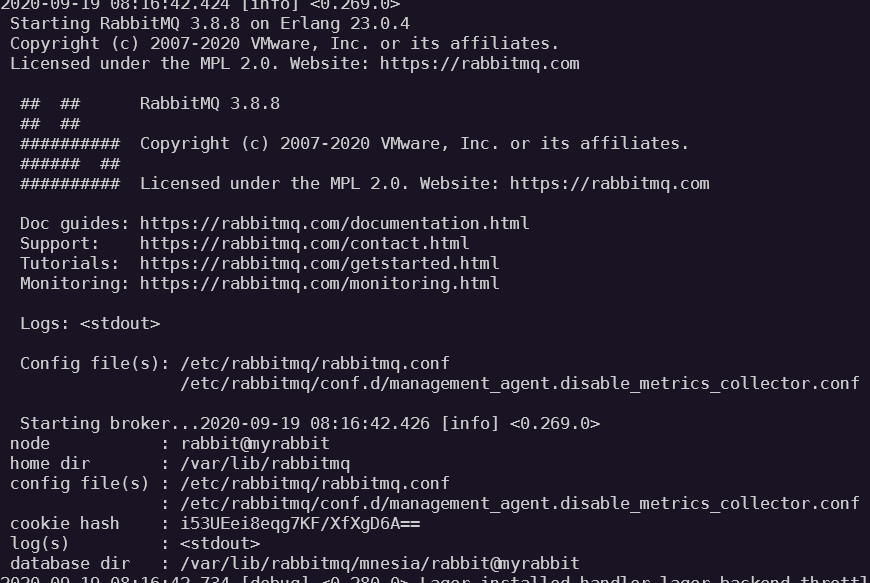 2020-09-19 08:16:42.424 [info] <0.269.0>
Starting RabbitMQ 3.8.8 on Erlang 23.0.4
Copyright (c) 2007-2020 VMware, Inc. or its affiliates.
Licensed under the MPL 2.0. Website: https://rabbitmq.com
## ## RabbitMQ 3.8.8
## ##
########## Copyright (c) 2007-2020 VMware, Inc. or its affiliates.
###### ##
########## Licensed under the MPL 2.0. Website: https://rabbitmq.com
Doc guides: https://rabbitmq.com/documentation.html
Support: https://rabbitmq.com/contact.html
Tutorials: https://rabbitmq.com/getstarted.html
Monitoring: https://rabbitmq.com/monitoring.html
Logs: <stdout>
Config file(s): /etc/rabbitmq/rabbitmq.conf
/etc/rabbitmq/conf.d/management_agent.disable_metrics_collector.conf
Starting broker...2020-09-19 08:16:42.426 [info] <0.269.0>
node : rabbit@myrabbit
home dir : /var/lib/rabbitmq
config file(s) : /etc/rabbitmq/rabbitmq.conf
: /etc/rabbitmq/conf.d/management_agent.disable_metrics_collector.conf
cookie hash : i53UEei8eqg7KF/XfXgD6A==
log(s) : <stdout>
database dir : /var/lib/rabbitmq/mnesia/rabbit@myrabbit
2020-09-19 08:16:42.734 [debug] <0.280.0> Lager installed handler lager_backend_throttl